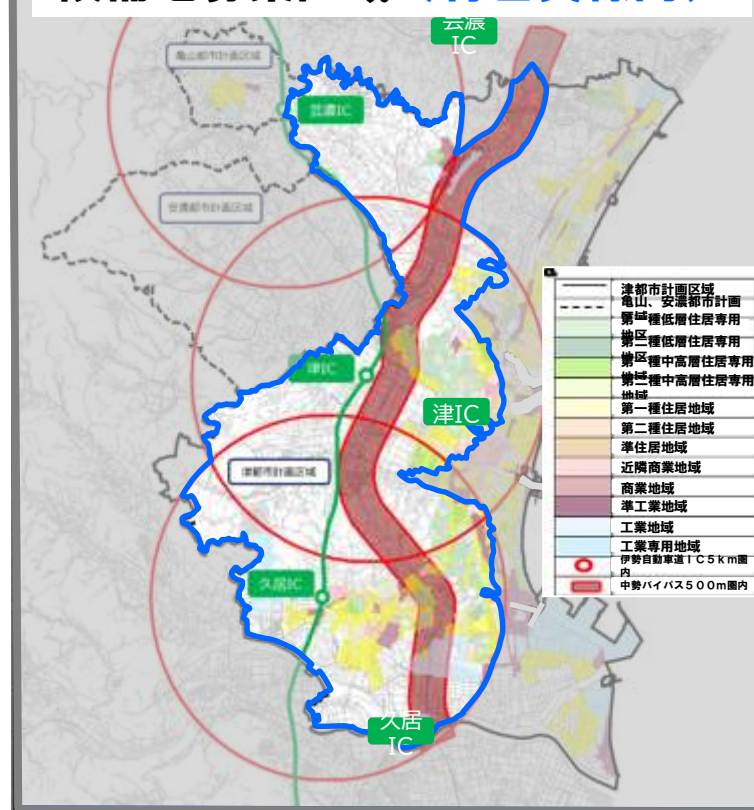 芸濃
IC
亀山都市計画区域
芸濃IC
安濃都市計画区域
津都市計画区域
亀山、安濃都市計画
区域
第一種低層住居専用
地区
第二種低層住居専用
地区
第一種中高層住居専用
地域
第二種中高層住居専用
地域
第一種住居地域
第二種住居地域
準住居地域
近隣商業地域
商業地域
準工業地域
工業地域
工業専用地域
伊勢自動車道IC5km圏
内
中勢バイパス500m圏内
津IC
津IC
津都市計画区域
久居IC
久居
IC